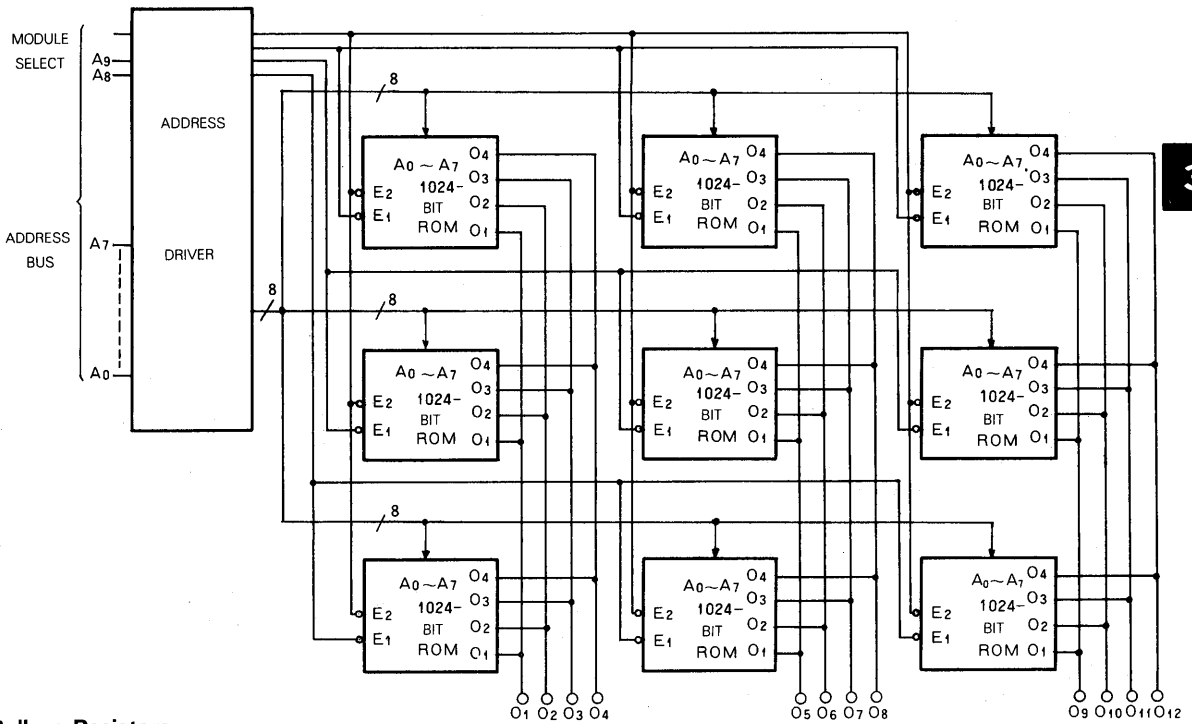 MODULE
SELECT
A9
A8
ADDRESS
BUS
A7
A0
ADDRESS
DRIVER
8
8
8
8
A0~A7
1024-
BIT
ROM
E2
E1
O4
O3
O2
O1
A0~A7
1024-
BIT
ROM
E2
E1
O4
O3
O2
O1
A0~A7
1024-
BIT
ROM
E2
E1
O4
O3
O2
O1
A0~A7
1024-
BIT
ROM
E2
E1
O4
O3
O2
O1
A0~A7
1024-
BIT
ROM
E2
E1
O4
O3
O2
O1
A0~A7
1024-
BIT
ROM
E2
E1
O4
O3
O2
O1
A0~A7
1024-
BIT
ROM
E2
E1
O4
O3
O2
O1
A0~A7
1024-
BIT
ROM
E2
E1
O4
O3
O2
O1
A0~A7
1024-
BIT
ROM
E2
E1
O4
O3
O2
O1
O1 O2 O3 O4
O5 O6 O7 O8
O9 O10 O11 O12